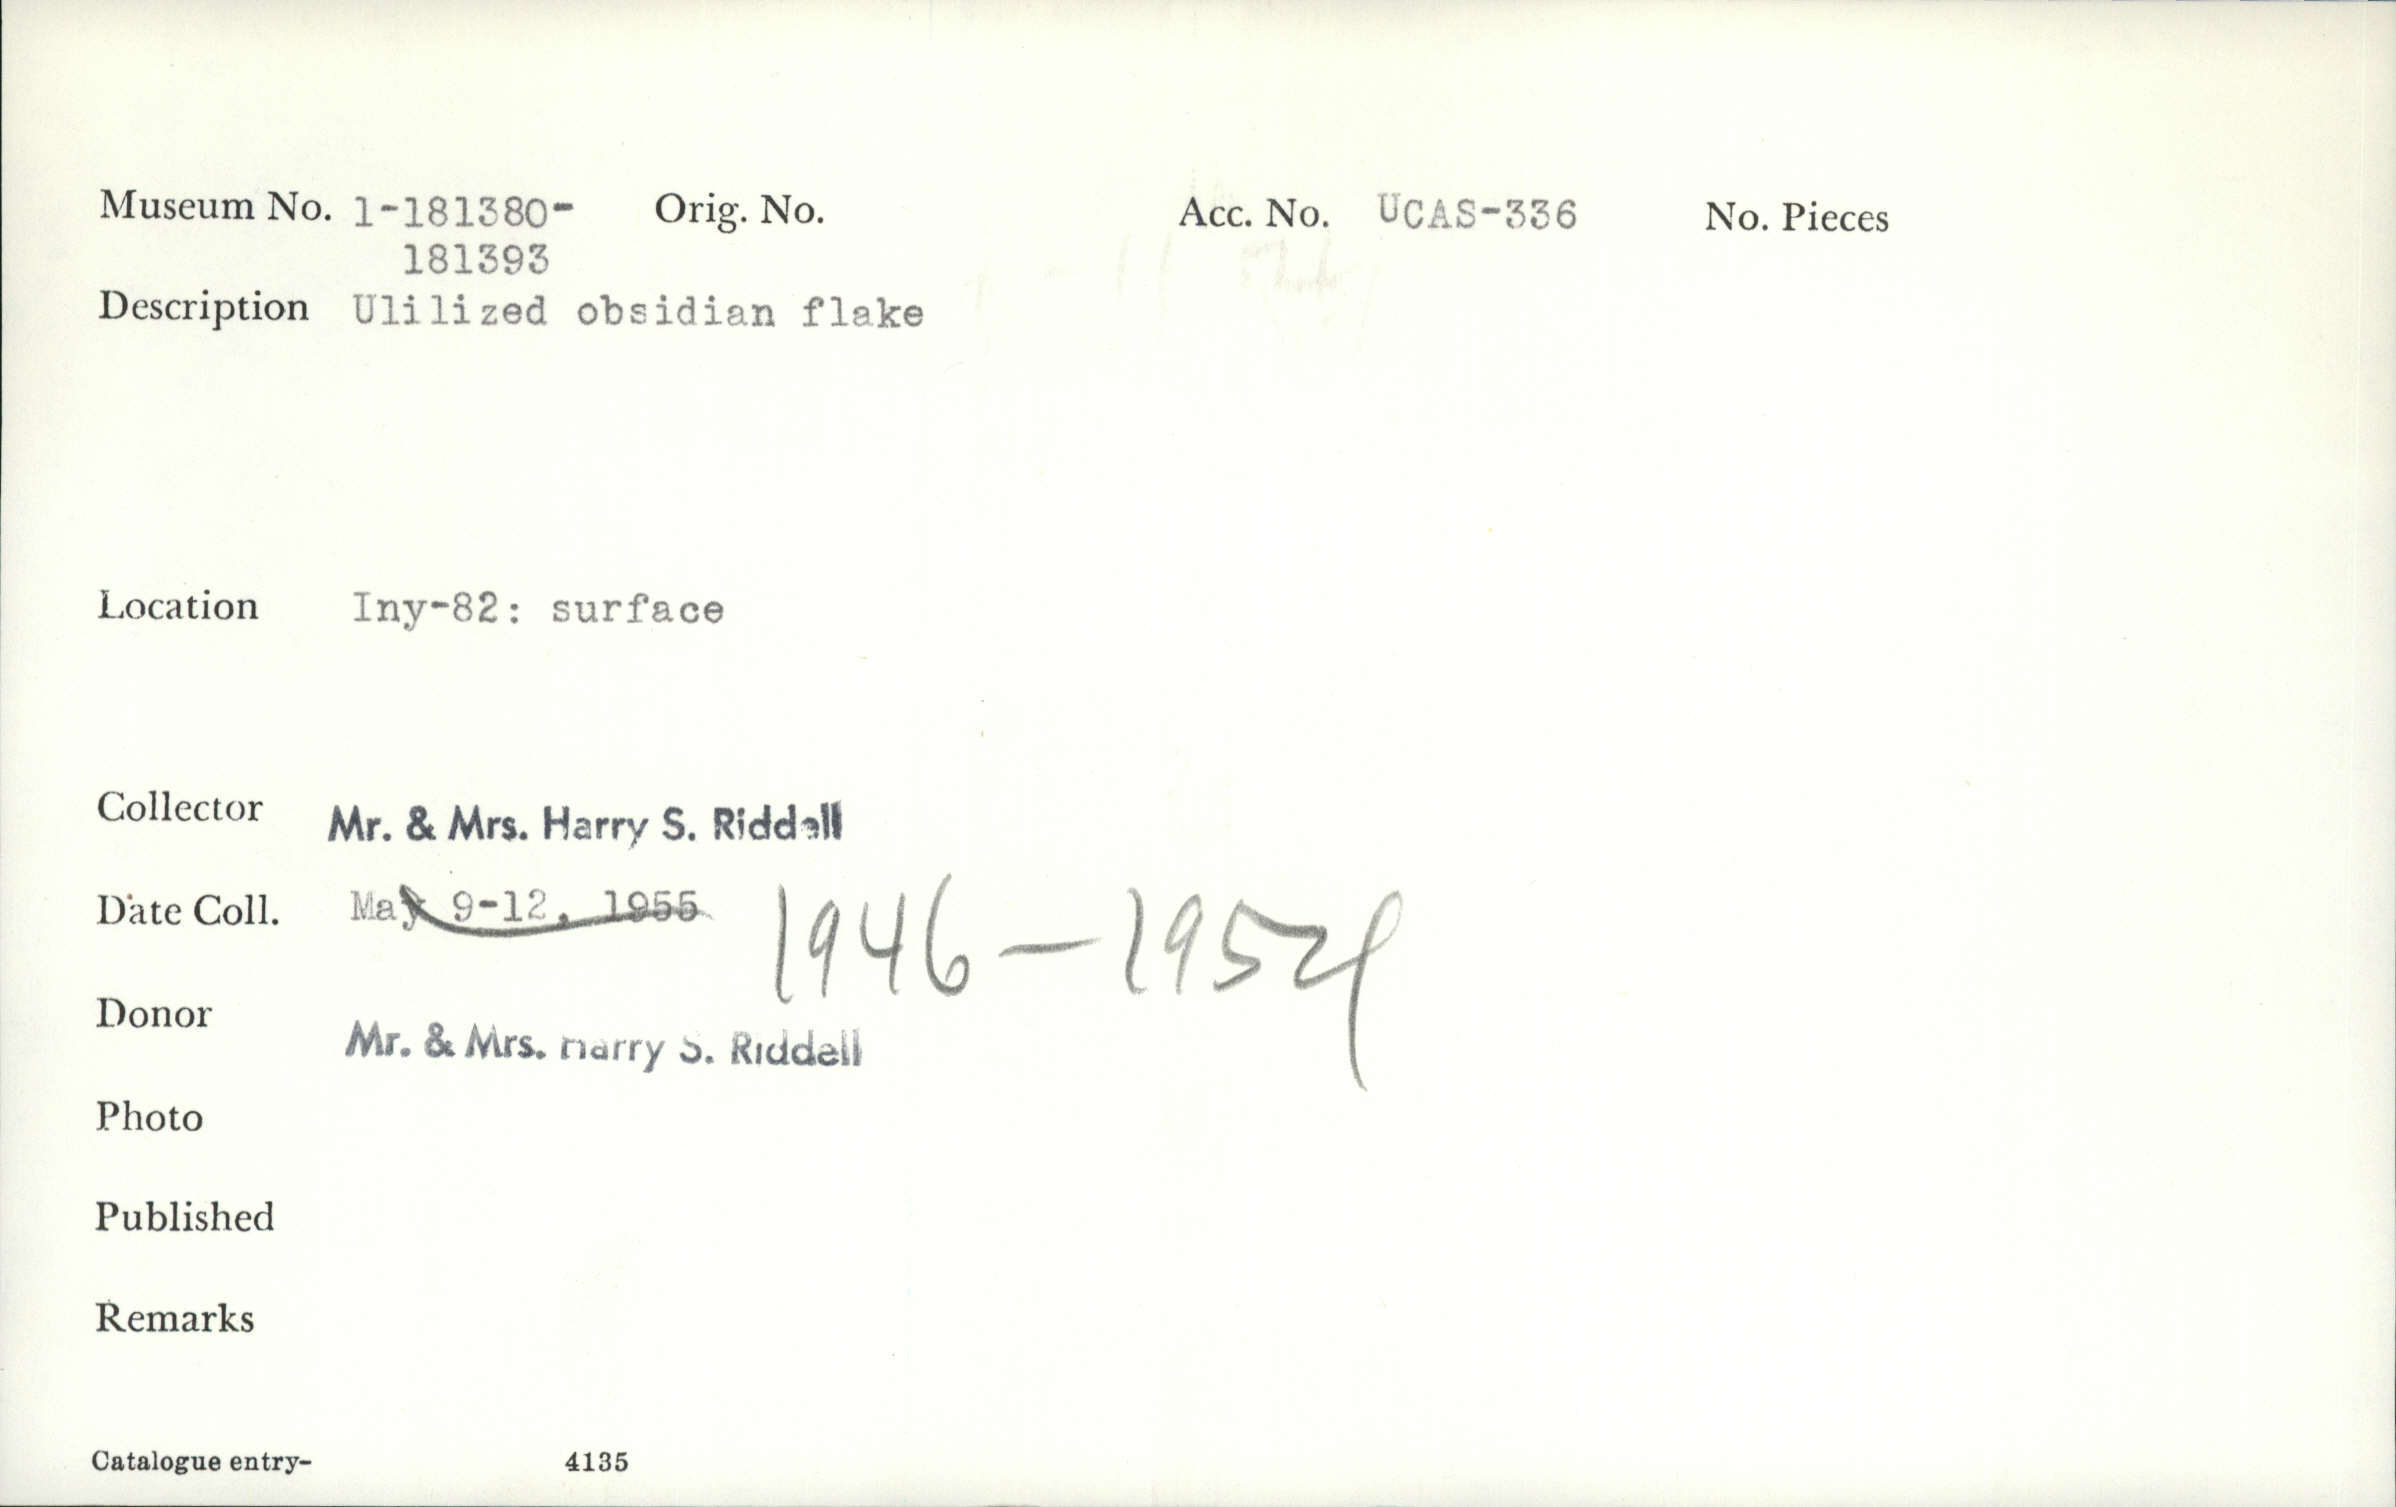 Museum No. 1-181380- Orig. No. Acc. No. UCAS-336 No. Pieces
181393
Description Ulilized obsidian flake
Location Iny-82: surface
Collector Mr. & Mrs. Harry S. Riddell
Date Coll. May 9-12, 1955 1946-1954
Donor Mr. & Mrs. Harry S. Riddell
Photo
Published
Remarks
Catalogue entry- 4135